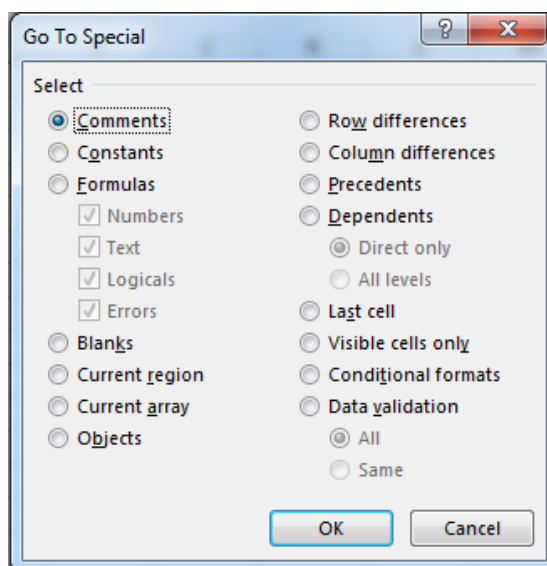 Go To Special
?
Select
Comments
Constants
Formulas
Numbers
Text
Logicals
Errors
Blanks
Current region
Current array
Objects
Row differences
Column differences
Precedents
Dependents
Direct only
All levels
Last cell
Visible cells only
Conditional formats
Data validation
All
Same
OK
Cancel